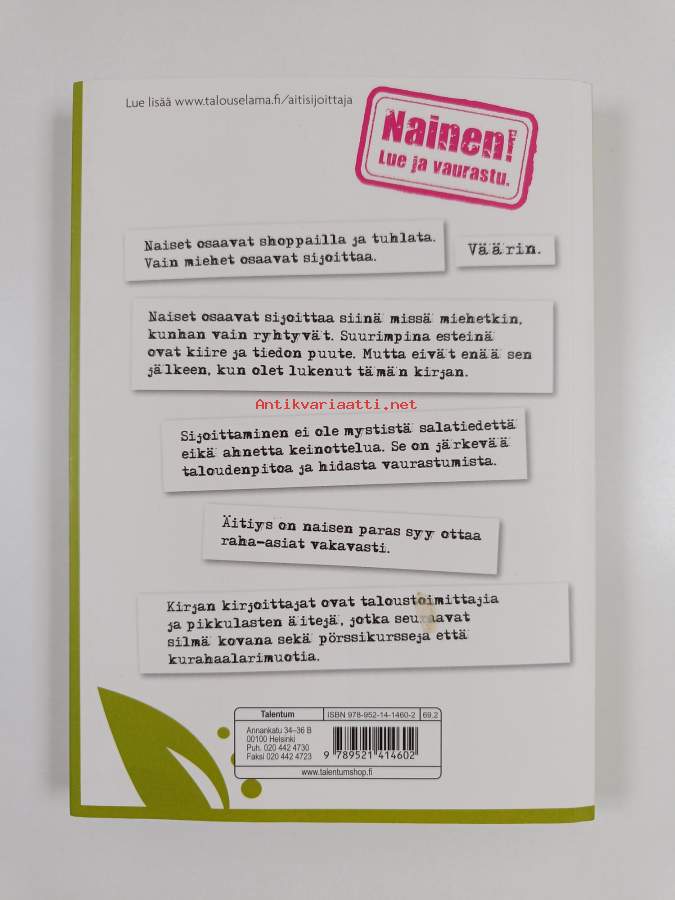 Lue lisää www.talouselama.fi/aitisijoittaja
Nainen!
Lue ja vaurastu.
Naiset osaavat shoppailla ja tuhlata.
Vain miehet osaavat sijoittaa.
Väärin.
Naiset osaavat sijoittaa siinä missä miehetkin,
kunhan vain ryhtyvät. Suurimpina esteinä
ovat kiire ja tiedon puute. Mutta eivät enää sen
jälkeen, kun olet lukenut tämän kirjan.
Antikvariaatti.net
Sijoittaminen ei ole mystistä salatiedettä
eikä ahnetta keinottelua. Se on järkevää
taloudenpitoa ja hidasta vaurastumista.
Äitiys on naisen paras syy ottaa
raha-asiat vakavasti.
Kirjan kirjoittajat ovat taloustoimittajia
ja pikkulasten äitejä, jotka seuraavat
silmä kovana sekä pörssikursseja että
kurahaalarimuotia.
Talentum
ISBN 978-952-14-1460-2
69.2
Annankatu 34–36 B
00100 Helsinki
Puh. 020 442 4730
Faksi 020 442 4723
9 789521 414602
www.talentumshop.fi